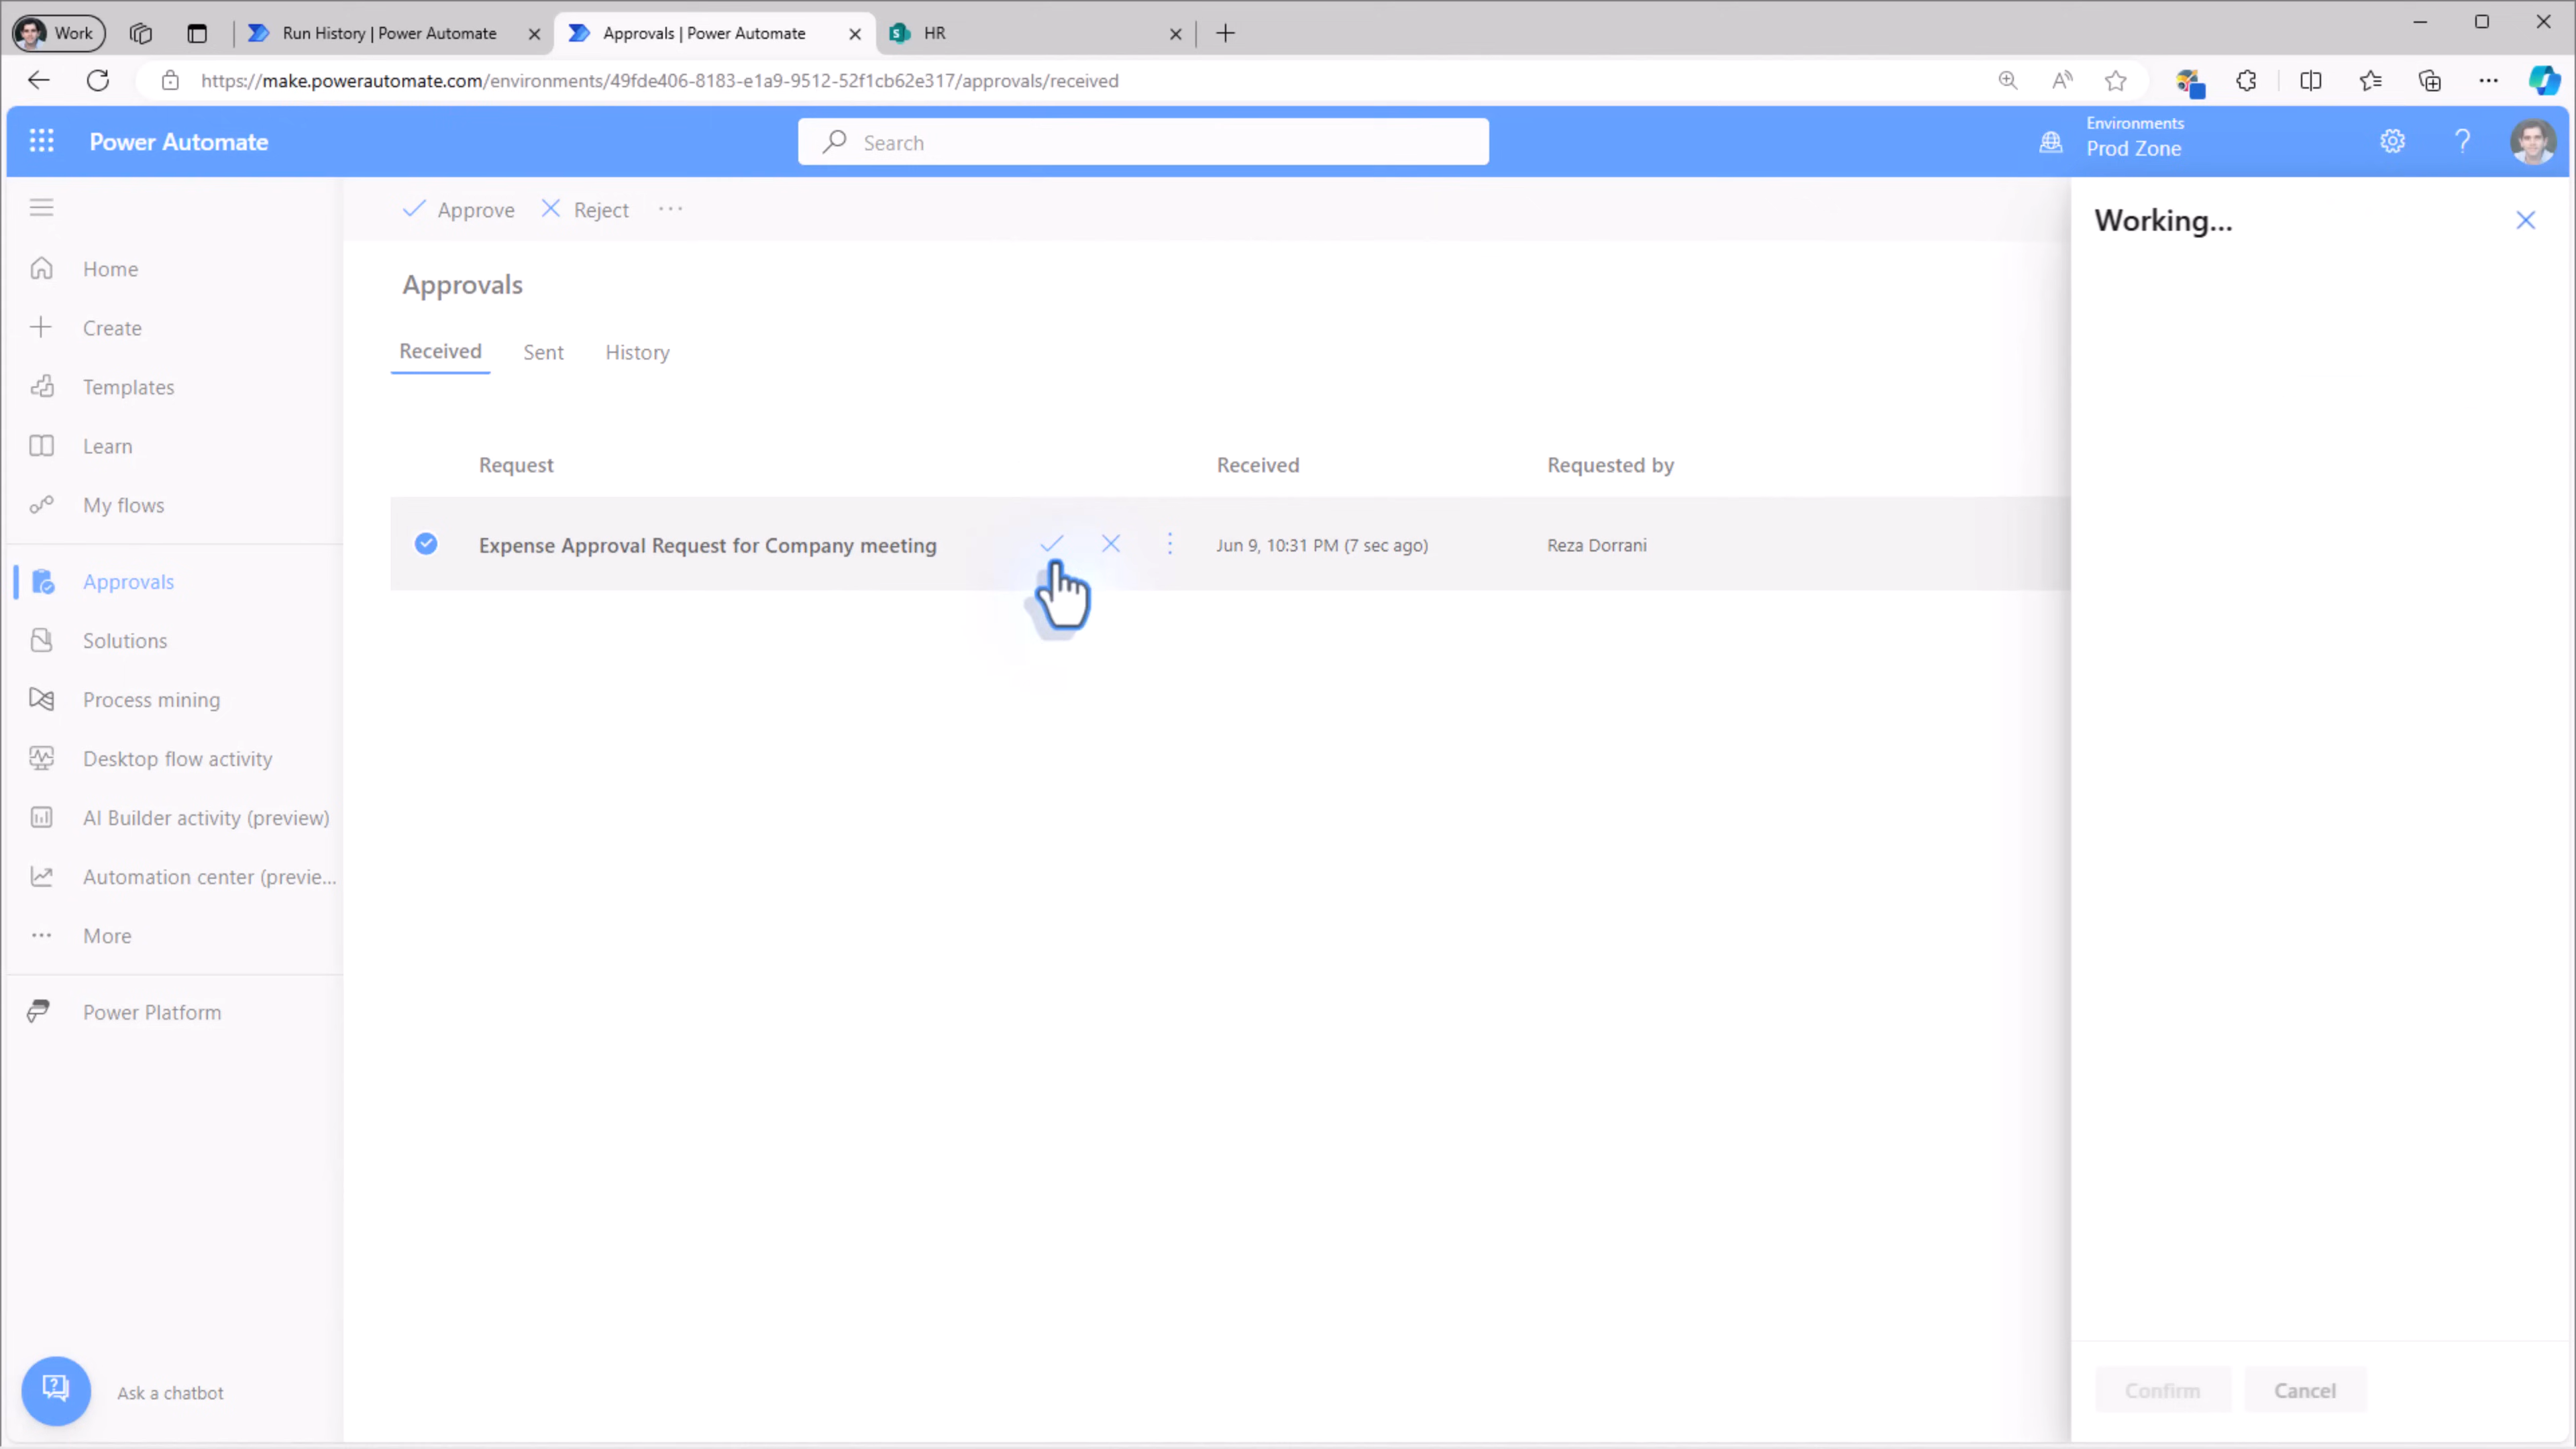 Work
Run History | Power Automate
Approvals | Power Automate
HR
https://make.powerautomate.com/environments/49fde406-8183-e1a9-9512-52f1cb62e317/approvals/received
Power Automate
Search
Environments
Prod Zone
Approve
Reject
Working...
Home
Create
Templates
Learn
My flows
Approvals
Solutions
Process mining
Desktop flow activity
AI Builder activity (preview)
Automation center (previe...
More
Power Platform
Ask a chatbot
Approvals
Received Sent History
Request Received Requested by
Expense Approval Request for Company meeting Jun 9, 10:31 PM (7 sec ago) Reza Dorrani
Confirm Cancel